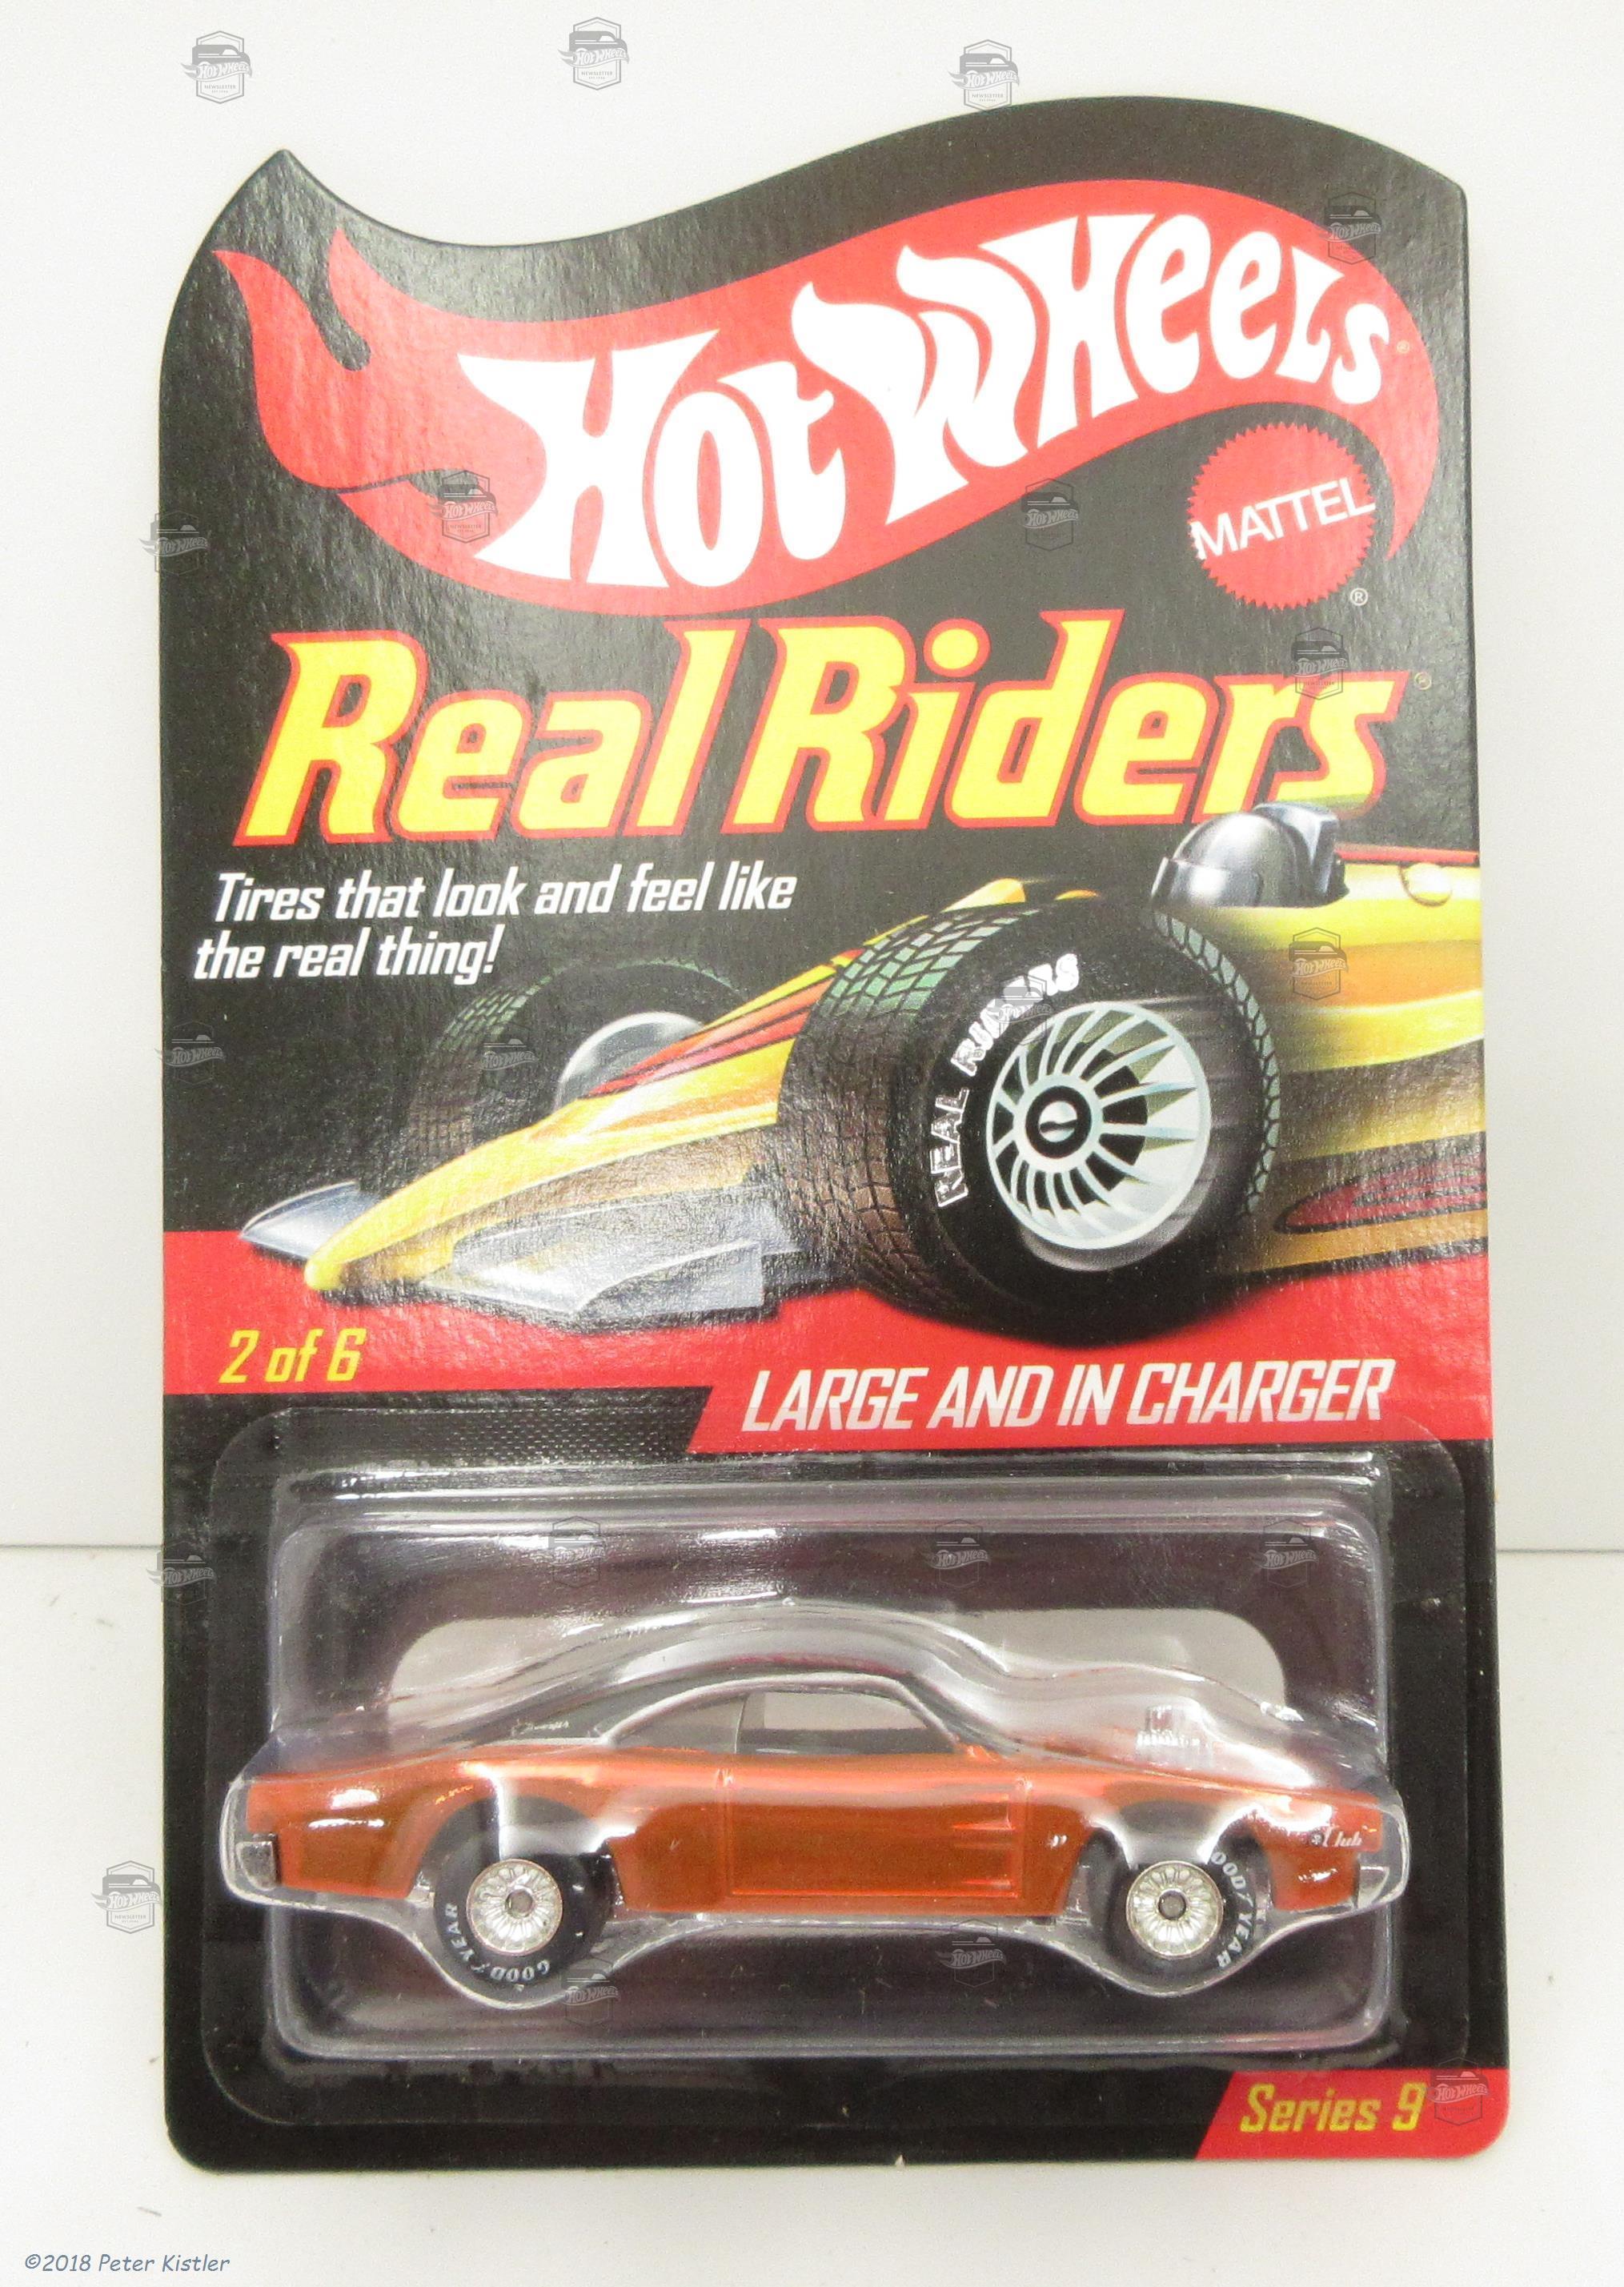 Hot Wheels®
MATTEL
®
Real Riders®
Tires that look and feel like
the real thing!
REAL RIDERS
2 of 6
LARGE AND IN CHARGER
Club
GOODYEAR
GOODYEAR
Series 9
©2018 Peter Kistler